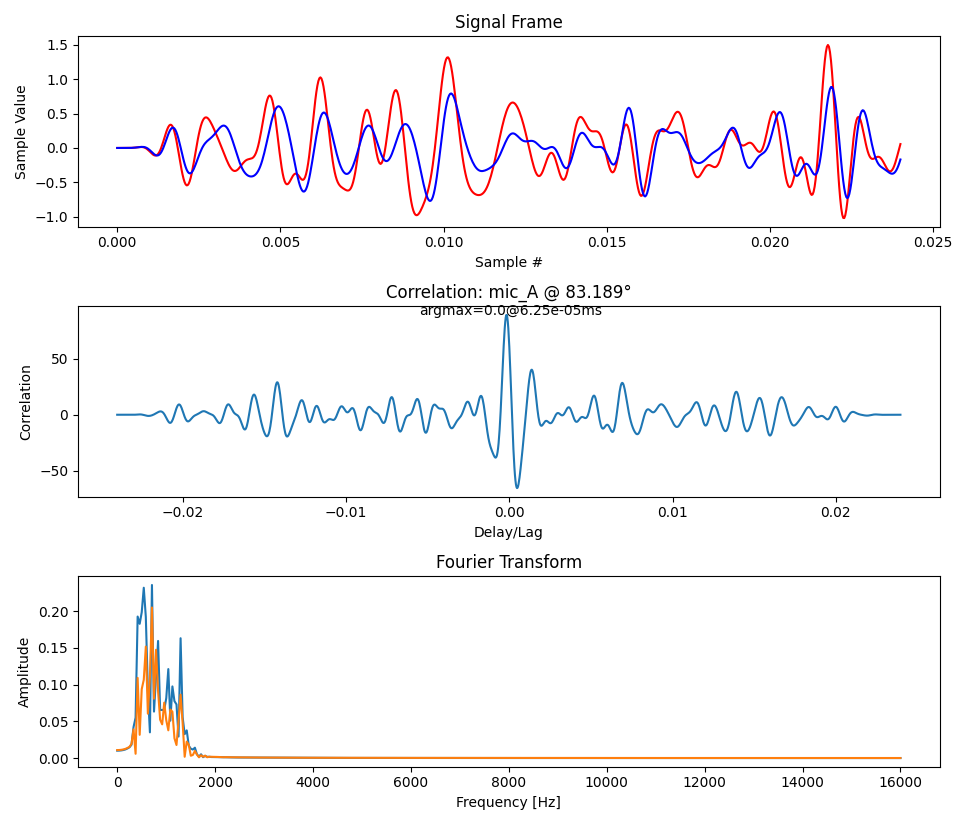 Signal Frame
Sample Value
1.5
1.0
0.5
0.0
−0.5
−1.0
0.000 0.005 0.010 0.015 0.020 0.025
Sample #
Correlation: mic_A @ 83.189°
argmax=0.0@6.25e-05ms
Correlation
50
0
−50
−0.02 −0.01 0.00 0.01 0.02
Delay/Lag
Fourier Transform
Amplitude
0.20
0.15
0.10
0.05
0.00
0 2000 4000 6000 8000 10000 12000 14000 16000
Frequency [Hz]